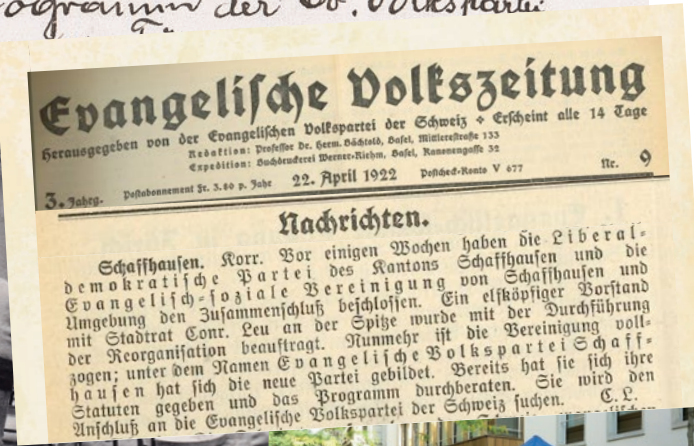 ogramm der Ev. Volkspartei
Evangelische Volkszeitung
Herausgegeben von der Evangelischen Volkspartei der Schweiz ✦ Erscheint alle 14 Tage
Redaktion: Professor Dr. Herm. Bächtold, Basel, Mittlerestraße 133
Expedition: Buchdruckerei Werner-Riehm, Basel, Kanonengasse 32
3. Jahrg. Postabonnement Fr. 3.80 p. Jahr 22. April 1922 Postcheck-Konto V 677 Nr. 9
Nachrichten.
Schaffhausen. Korr. Vor einigen Wochen haben die Liberal-
demokratische Partei des Kantons Schaffhausen und die
Evangelisch-soziale Vereinigung von Schaffhausen und
Umgebung den Zusammenschluß beschlossen. Ein elfköpfiger Vorstand
mit Stadtrat Conr. Leu an der Spitze wurde mit der Durchführung
der Reorganisation beauftragt. Nunmehr ist die Vereinigung voll-
zogen; unter dem Namen Evangelische Volkspartei Schaff-
hausen hat sich die neue Partei gebildet. Bereits hat sie sich ihre
Statuten gegeben und das Programm durchberaten. Sie wird den
Anschluß an die Evangelische Volkspartei der Schweiz suchen. C. L.